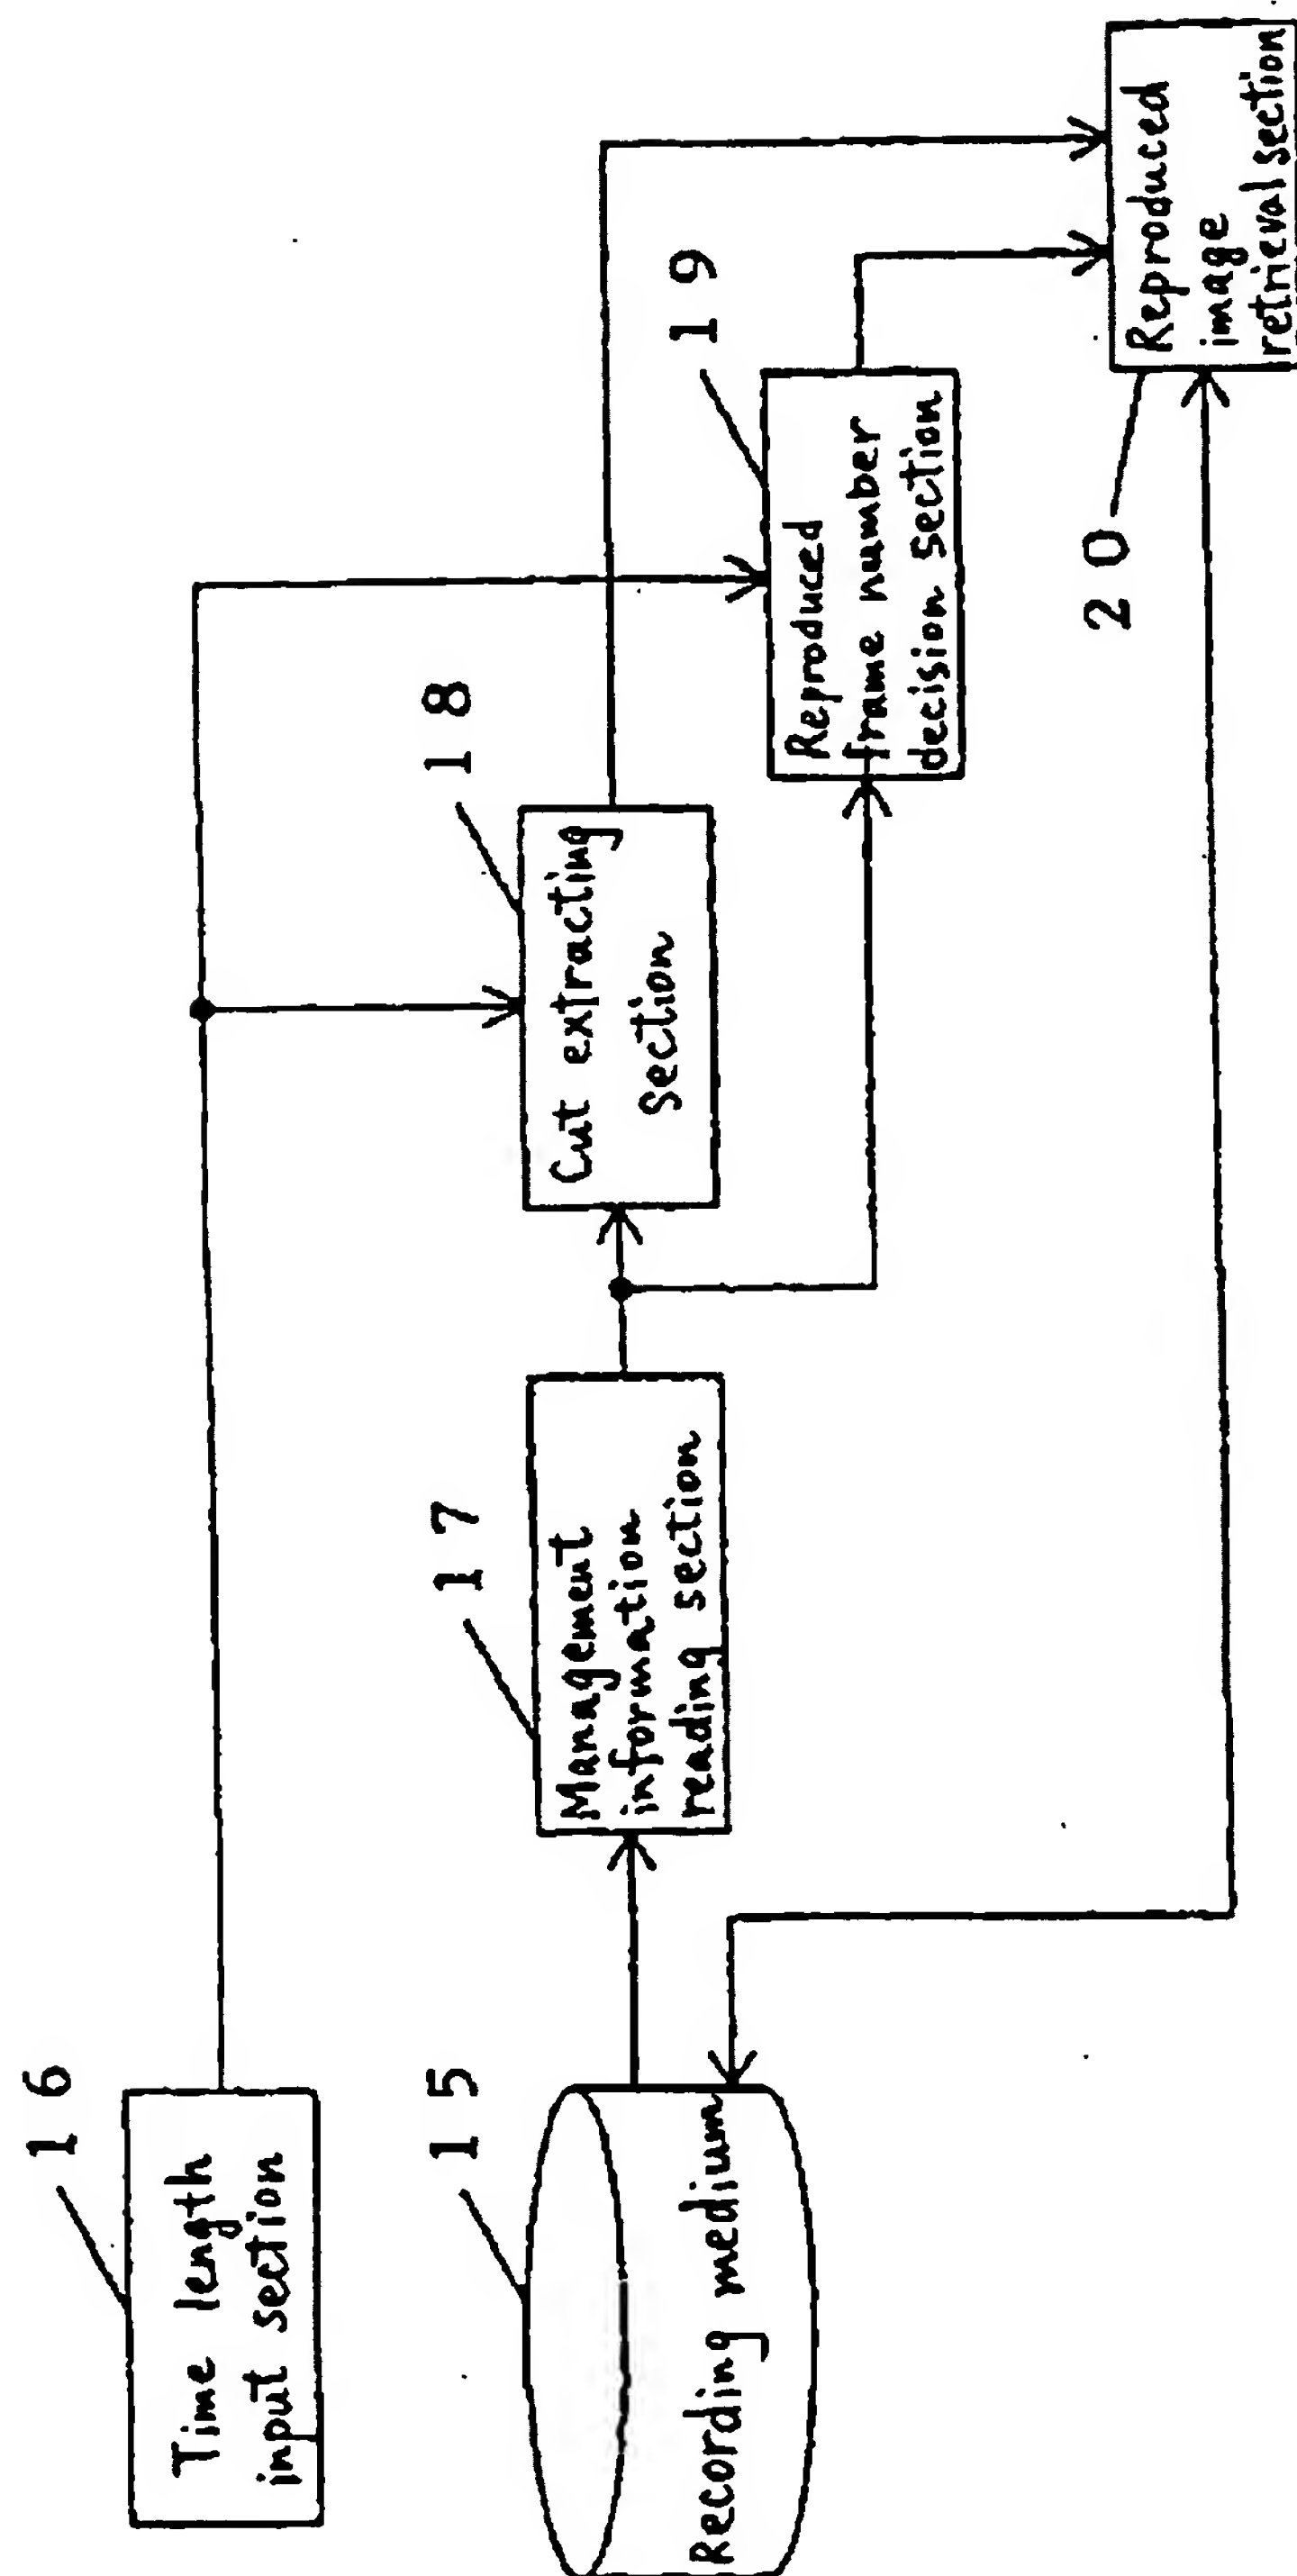 16
Time length
input section
15
Recording medium
17
Management
information
reading section
18
Cut extracting
section
19
Reproduced
frame number
decision section
20
Reproduced
image
retrieval section